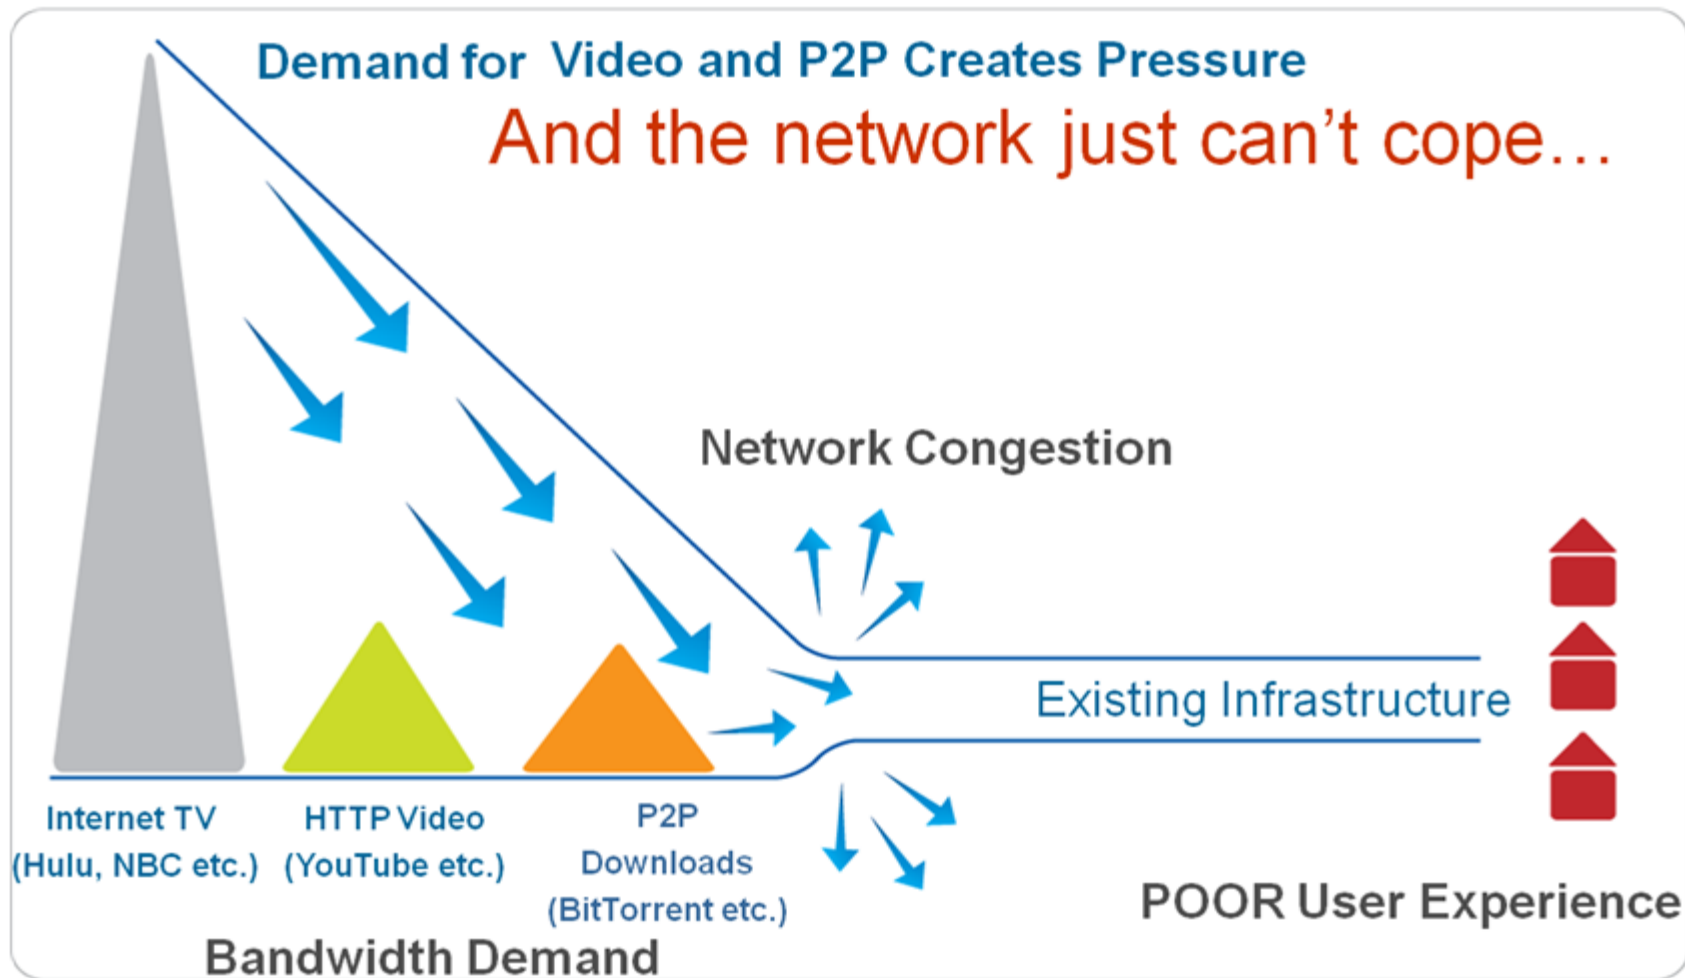 Demand for Video and P2P Creates Pressure
And the network just can’t cope…
Network Congestion
Existing Infrastructure
Internet TV
(Hulu, NBC etc.)
HTTP Video
(YouTube etc.)
P2P
Downloads
(BitTorrent etc.)
POOR User Experience
Bandwidth Demand